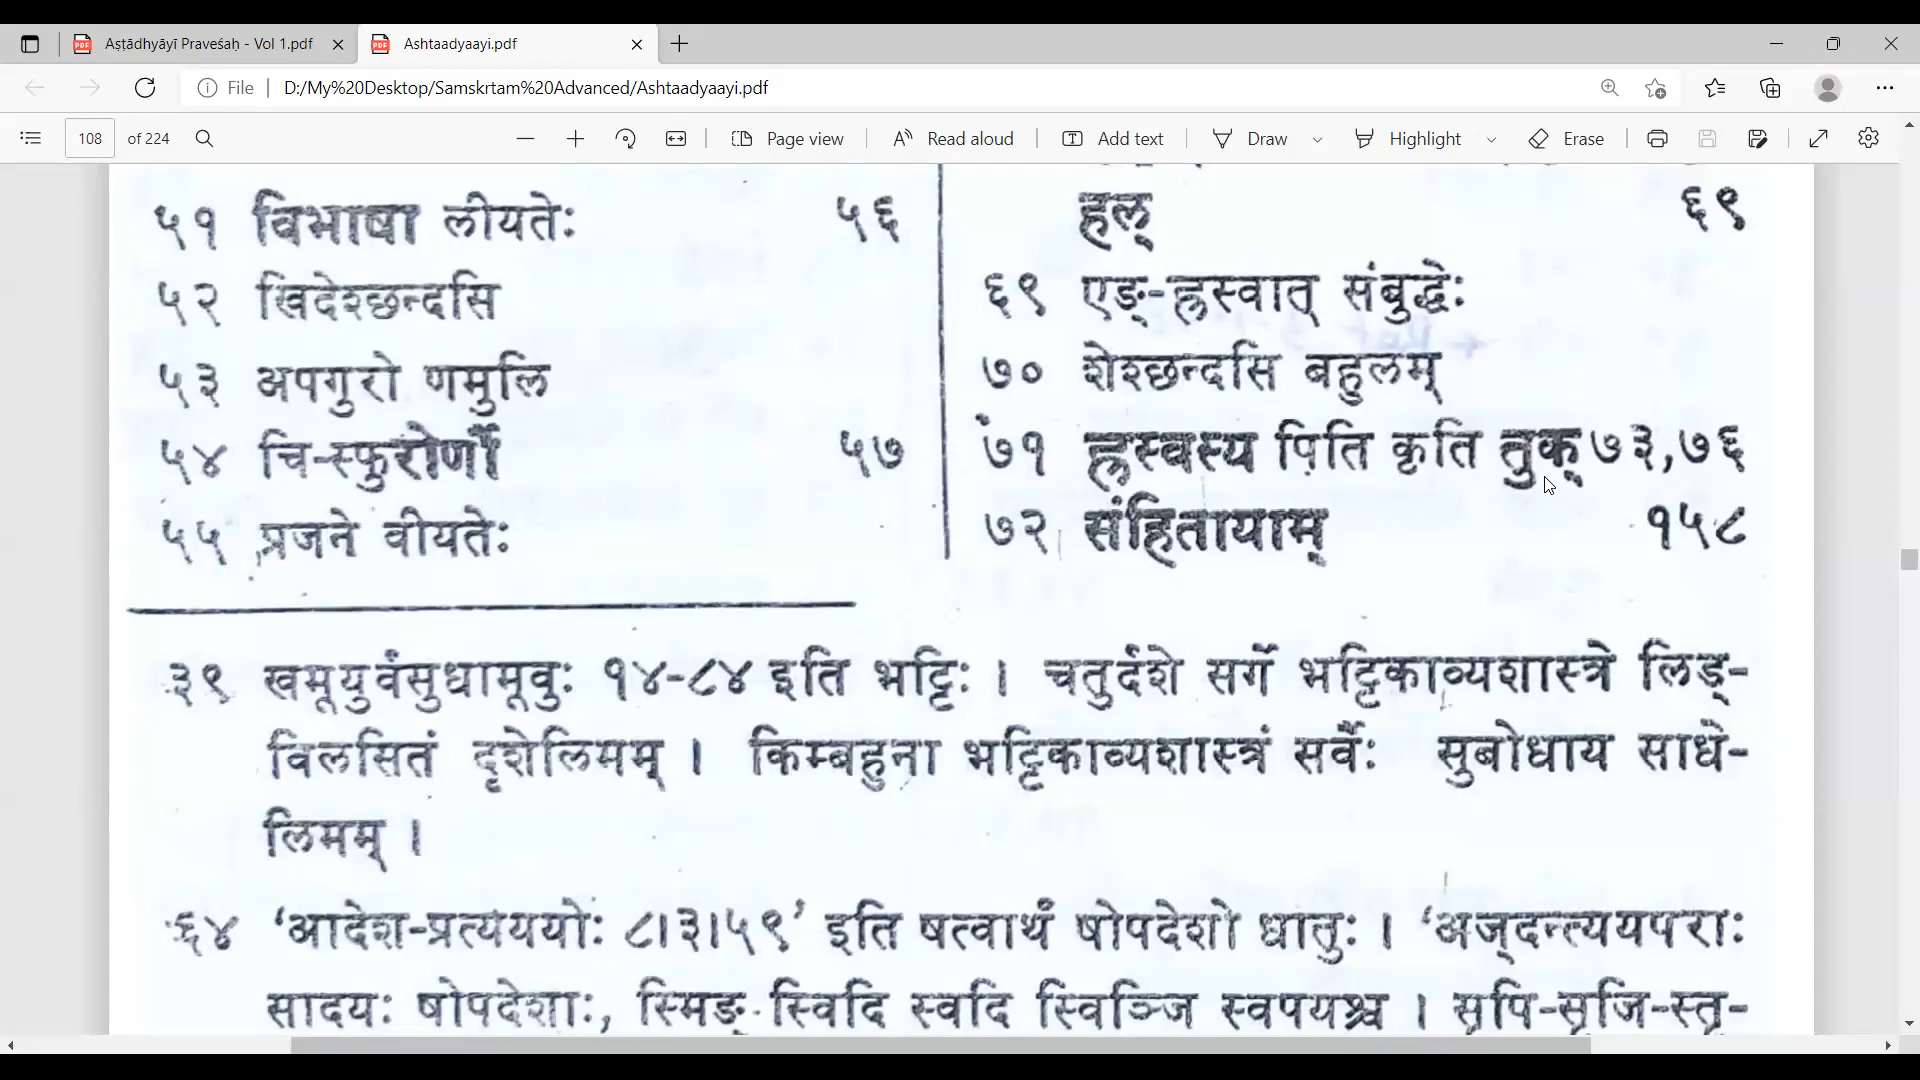 Aṣṭādhyāyī Praveśaḥ - Vol 1.pdf
Ashtaadyaayi.pdf
File
D:/My%20Desktop/Samskrtam%20Advanced/Ashtaadyaayi.pdf
108 of 224
Page view
Read aloud
Add text
Draw
Highlight
Erase
५१ विभाषा लीयतेः ५६
५२ खिदेश्छन्दसि
५३ अपगुरो णमुलि
५४ चि-स्फुरोर्णौ ५७
५५ प्रजने वीयतेः
हल् ६९
६९ एङ्-ह्रस्वात् संबुद्धेः
७० शेश्छन्दसि बहुलम्
७१ ह्रस्वस्य पिति कृति तुक् ७३,७६
७२ संहितायाम् १५८
३९ खमूयुर्वसुधामूवुः १४-८४ इति भट्टिः । चतुर्दशे सर्गे भट्टिकाव्यशास्त्रे लिड्-
विलसितं दृशेलिमम् । किम्बहुना भट्टिकाव्यशास्त्रं सर्वैः सुबोधाय साधे-
लिमम् ।
६४ ‘आदेश-प्रत्यययोः ८।३।५९’ इति षत्वार्थं षोपदेशो धातुः । ‘अज्दन्त्यपराः
सादयः षोपदेशाः, स्मिङ् स्विदि स्वदि स्विञ्जि स्वपयश्च । सृपि-सृजि-स्तृ-